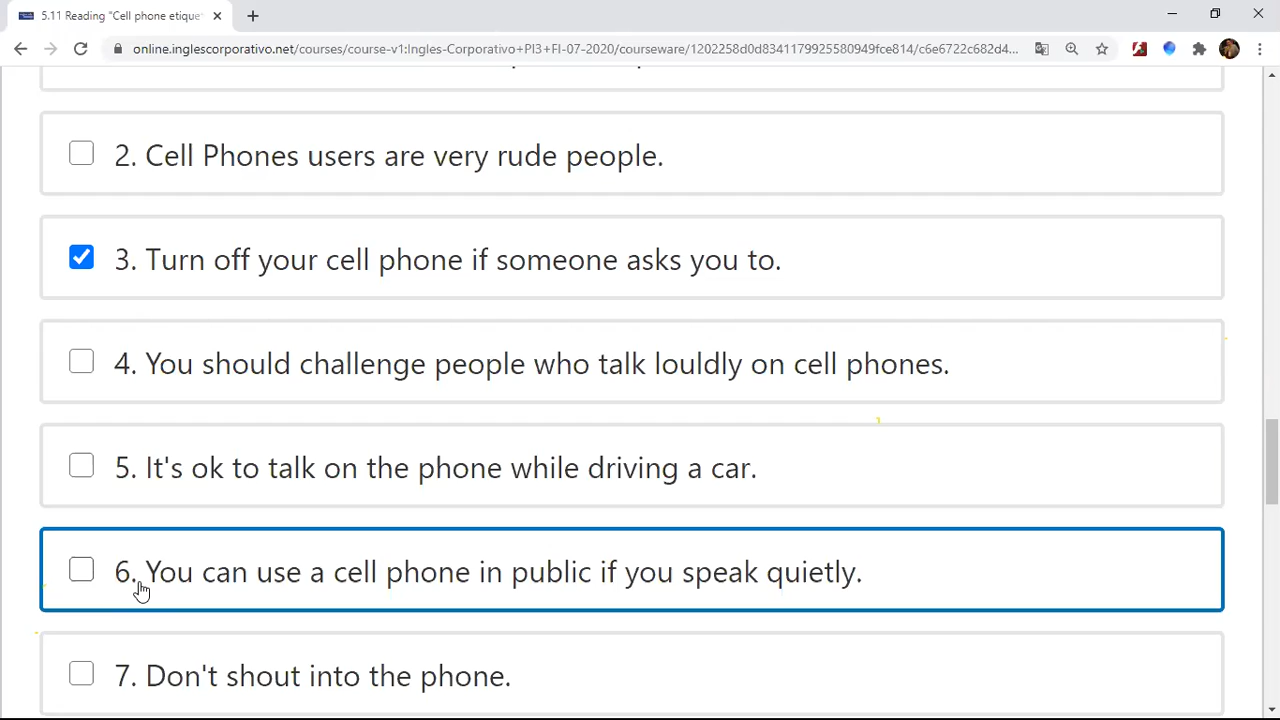 5.11 Reading "Cell phone etique
online.inglescorporativo.net/courses/course-v1:Ingles-Corporativo+PI3+FI-07-2020/courseware/1202258d0d8341179925580949fce814/c6e6722c682d4...
2. Cell Phones users are very rude people.
3. Turn off your cell phone if someone asks you to.
4. You should challenge people who talk louldly on cell phones.
5. It's ok to talk on the phone while driving a car.
6. You can use a cell phone in public if you speak quietly.
7. Don't shout into the phone.